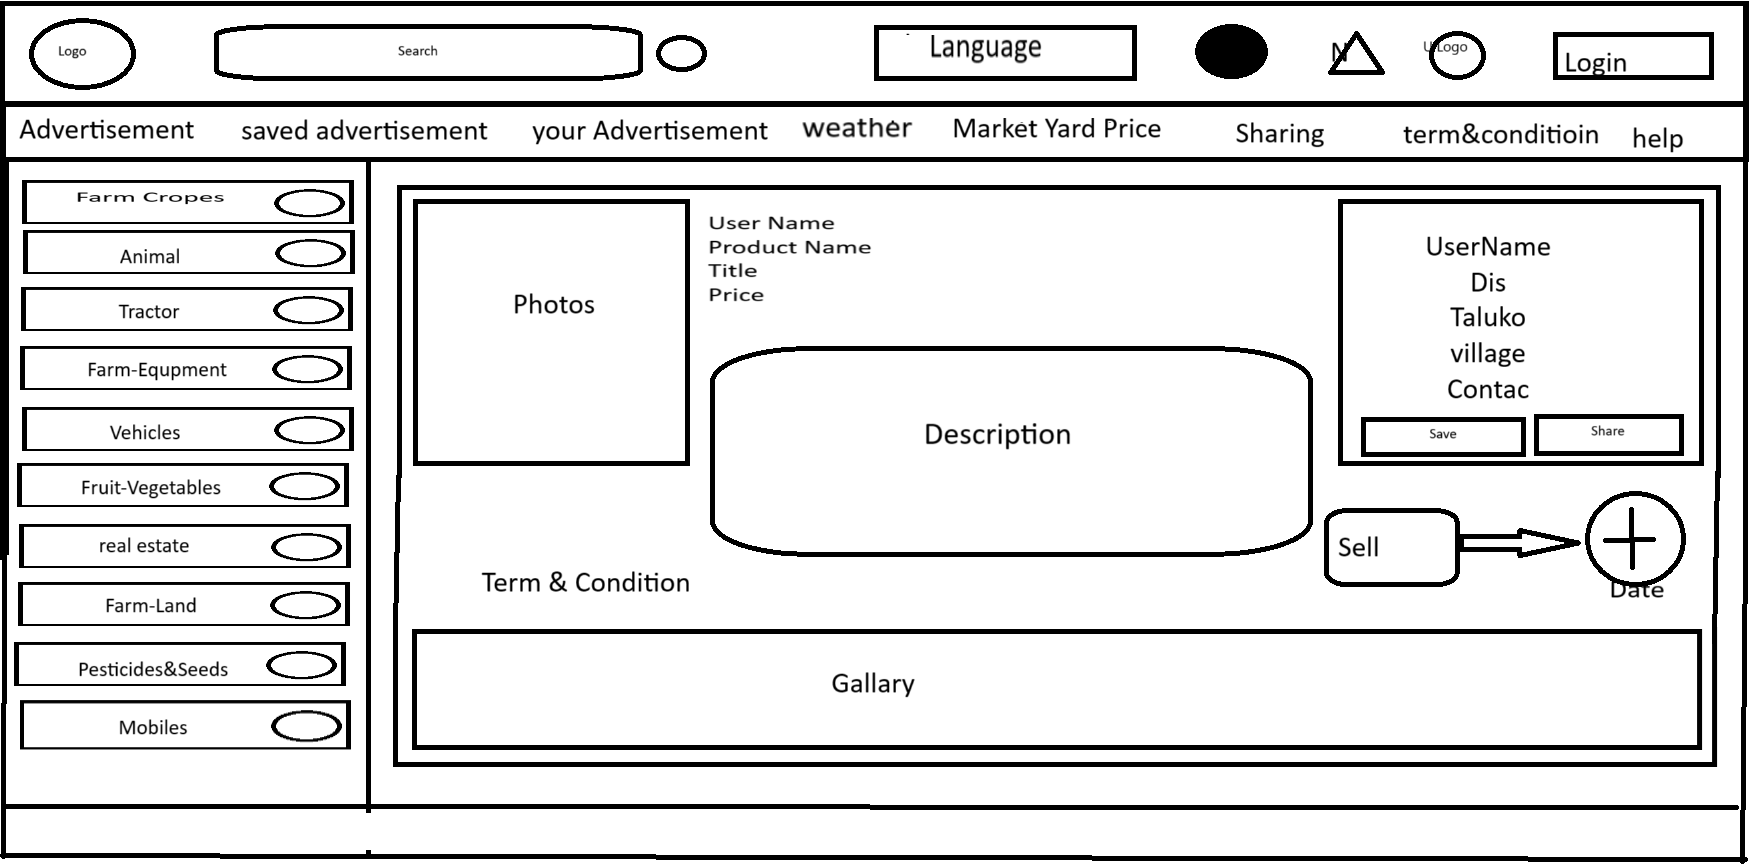 Logo
Search
Language
N
U Logo
Login
Advertisement
saved advertisement
your Advertisement
weather
Market Yard Price
Sharing
term&conditioin
help
Farm Cropes
Animal
Tractor
Farm-Equpment
Vehicles
Fruit-Vegetables
real estate
Farm-Land
Pesticides&Seeds
Mobiles
Photos
User Name
Product Name
Title
Price
Description
UserName
Dis
Taluko
village
Contac
Save
Share
Sell
Date
Term & Condition
Gallary